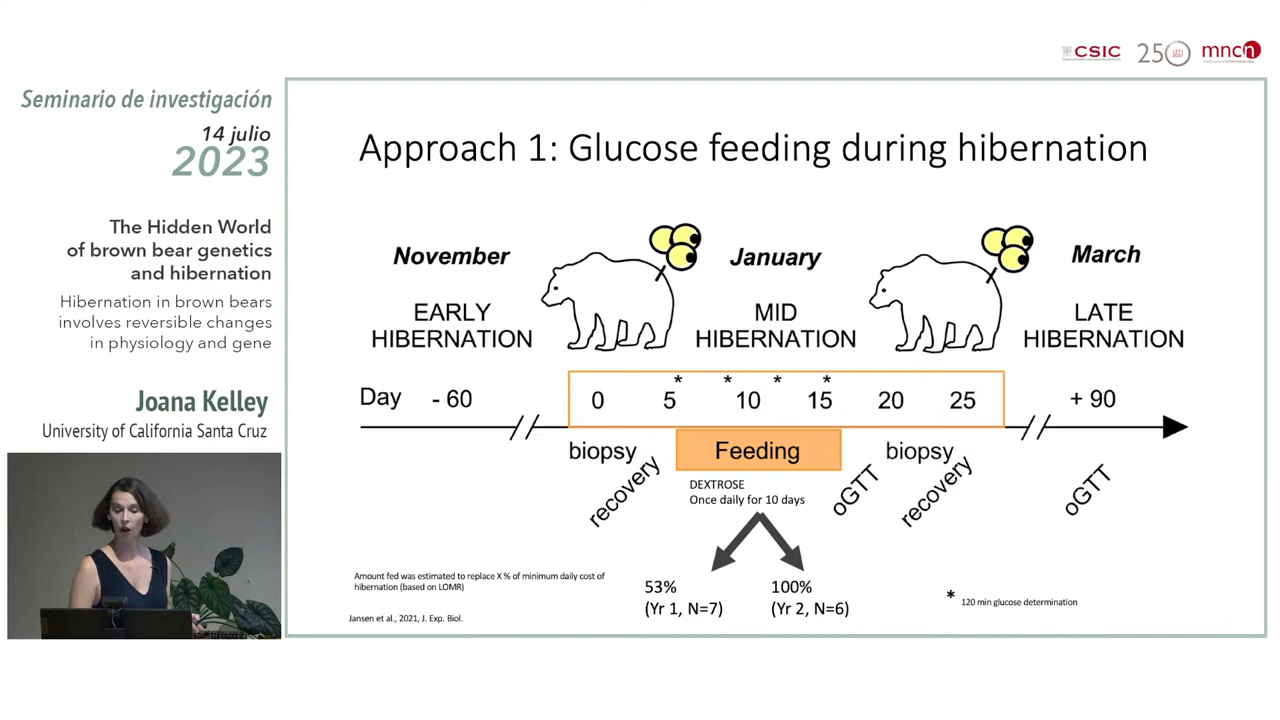 CSIC
250
mncn
Seminario de investigación
14 julio
2023
The Hidden World
of brown bear genetics
and hibernation
Hibernation in brown bears
involves reversible changes
in physiology and gene
Joana Kelley
University of California Santa Cruz
Approach 1: Glucose feeding during hibernation
November
January
March
EARLY
HIBERNATION
MID
HIBERNATION
LATE
HIBERNATION
* * * *
Day - 60 0 5 10 15 20 25 + 90
biopsy
recovery
Feeding
oGTT
biopsy
recovery
oGTT
DEXTROSE
Once daily for 10 days
53%
(Yr 1, N=7)
100%
(Yr 2, N=6)
Amount fed was estimated to replace X % of minimum daily cost of
hibernation (based on LOMR)
* 120 min glucose determination
Jansen et al., 2021, J. Exp. Biol.